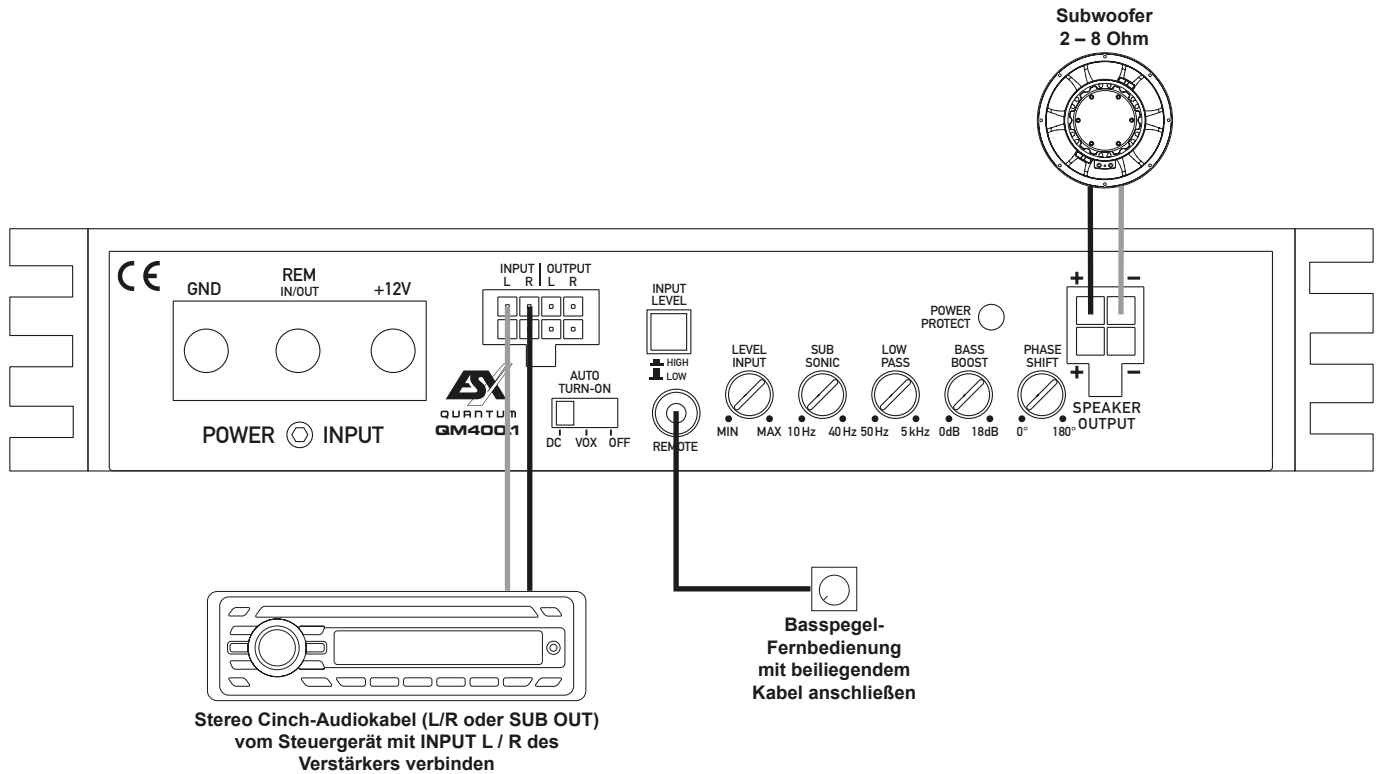 Subwoofer
2 – 8 Ohm
CE
GND
REM
IN/OUT
+12V
POWER INPUT
INPUT | OUTPUT
L R L R
ESX
QUANTUM
QM400.1
AUTO
TURN-ON
DC VOX OFF
INPUT
LEVEL
HIGH
LOW
REMOTE
LEVEL
INPUT
MIN MAX
SUB
SONIC
10 Hz 40 Hz
LOW
PASS
50 Hz 5 kHz
BASS
BOOST
0dB 18dB
PHASE
SHIFT
0° 180°
POWER
PROTECT
+ –
+ –
SPEAKER
OUTPUT
Stereo Cinch-Audiokabel (L/R oder SUB OUT)
vom Steuergerät mit INPUT L / R des
Verstärkers verbinden
Basspegel-
Fernbedienung
mit beiliegendem
Kabel anschließen